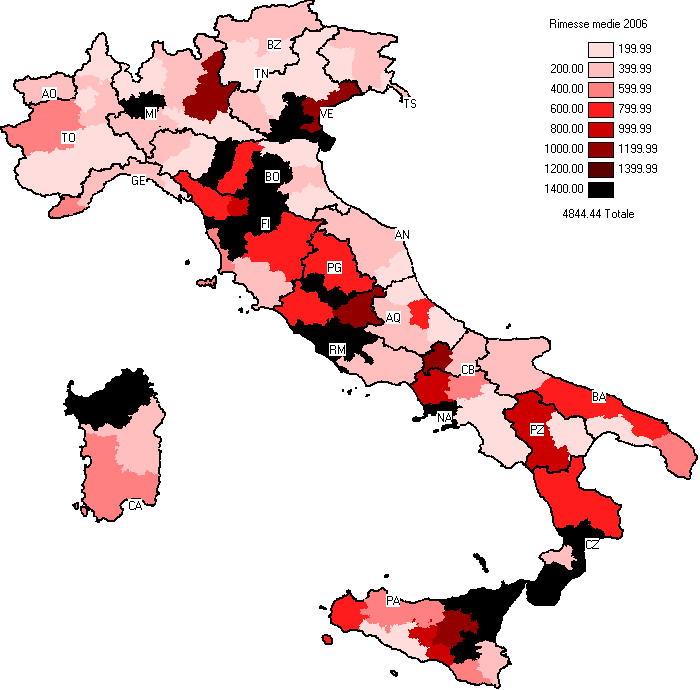 Rimesse medie 2006
199.99
200.00 399.99
400.00 599.99
600.00 799.99
800.00 999.99
1000.00 1199.99
1200.00 1399.99
1400.00
4844.44 Totale
BZ
TN
AO
MI
TS
VE
TO
GE
BO
FI
AN
PG
AQ
RM
CB
NA
BA
PZ
CA
CZ
PA